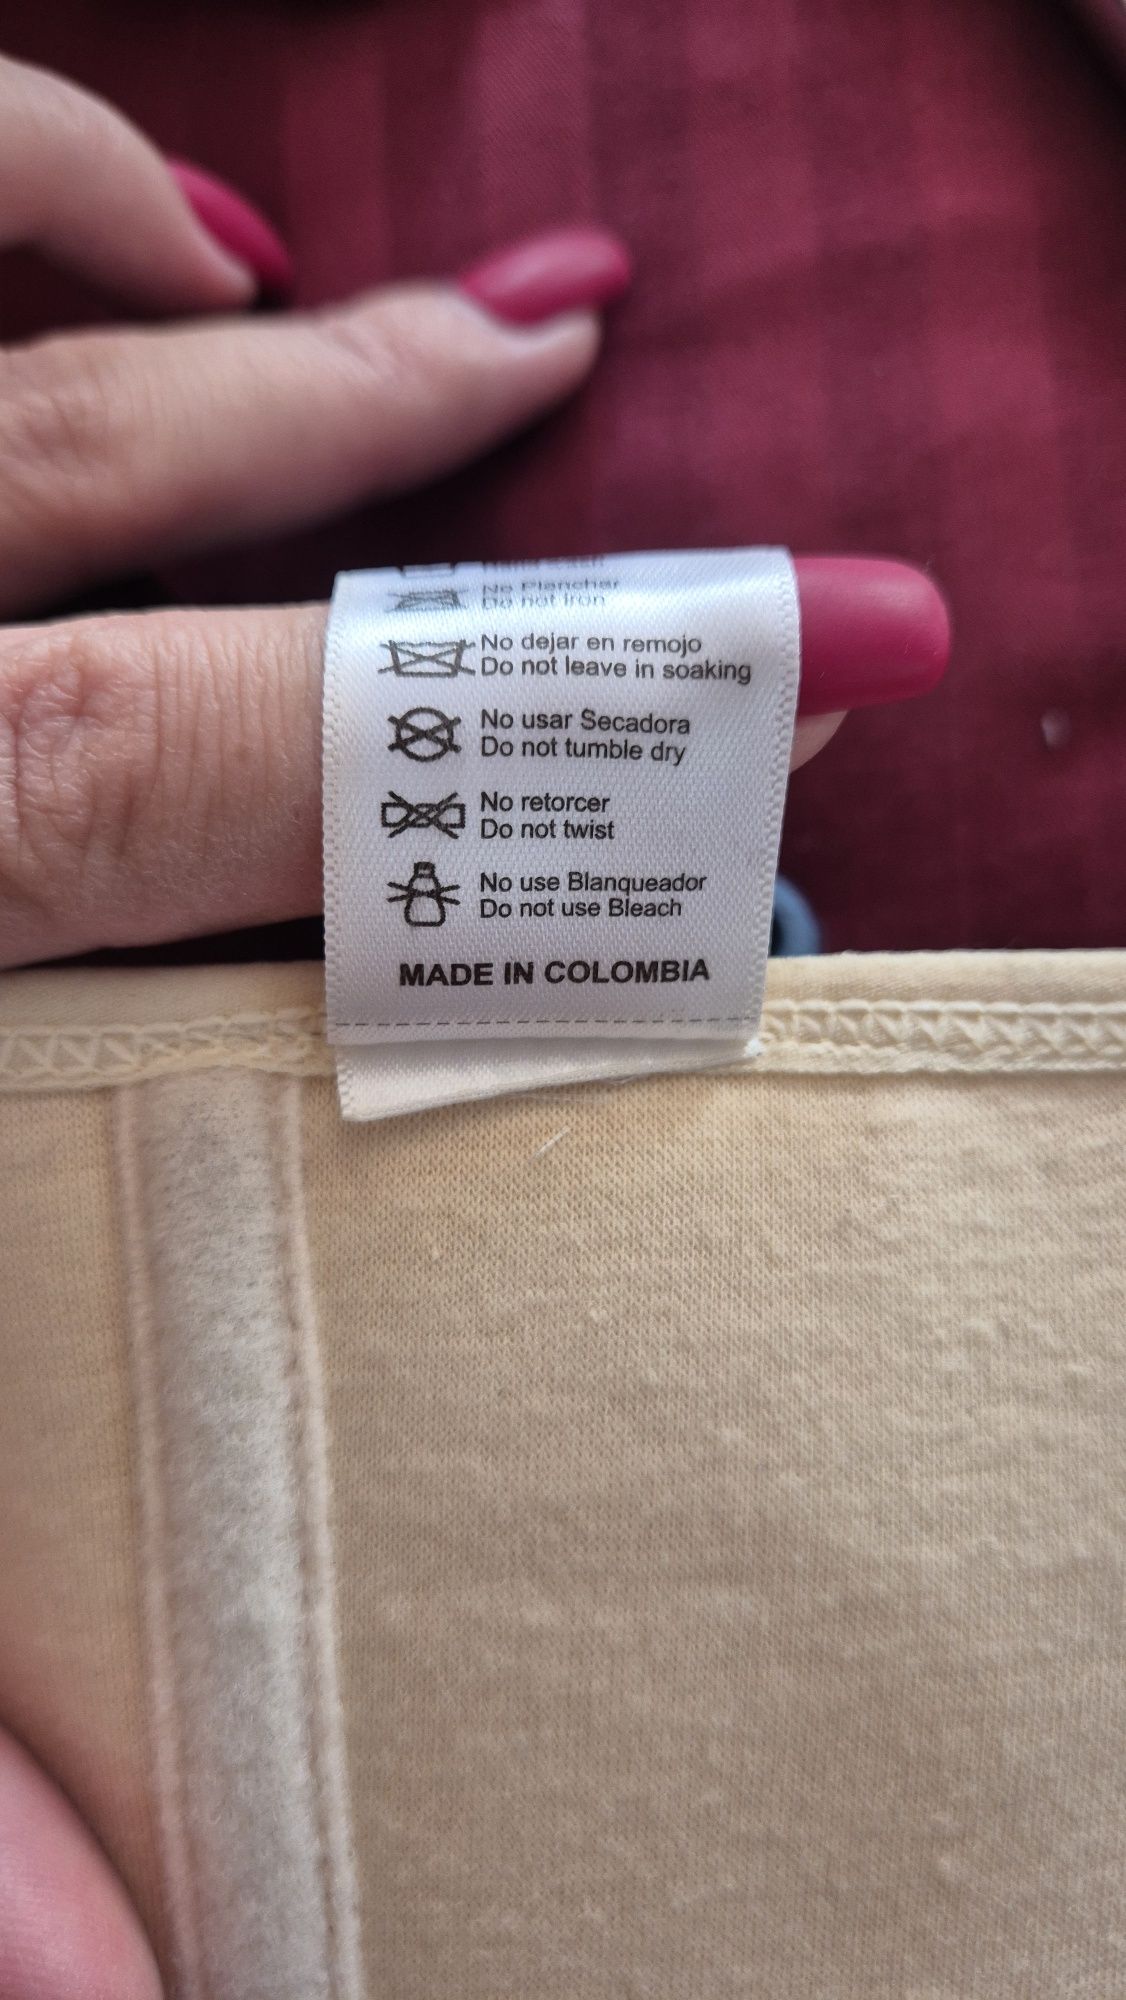 No Planchar
Do not iron
No dejar en remojo
Do not leave in soaking
No usar Secadora
Do not tumble dry
No retorcer
Do not twist
No use Blanqueador
Do not use Bleach
MADE IN COLOMBIA